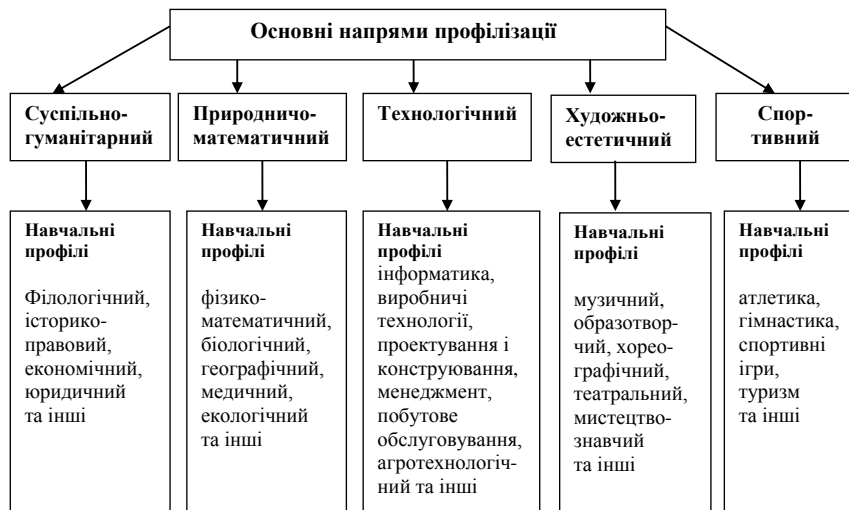 Основні напрями профілізації
Суспільно-
гуманітарний
Природничо-
математичний
Технологічний
Художньо-
естетичний
Спор-
тивний
Навчальні
профілі
Філологічний,
історико-
правовий,
економічний,
юридичний
та інші
Навчальні
профілі
фізико-
математичний,
біологічний,
географічний,
медичний,
екологічний
та інші
Навчальні
профілі
інформатика,
виробничі
технології,
проектування і
конструювання,
менеджмент,
побутове
обслуговування,
агротехнологіч-
ний та інші
Навчальні
профілі
музичний,
образотвор-
чий, хорео-
графічний,
театральний,
мистецтво-
знавчий
та інші
Навчальні
профілі
атлетика,
гімнастика,
спортивні
ігри,
туризм
та інші